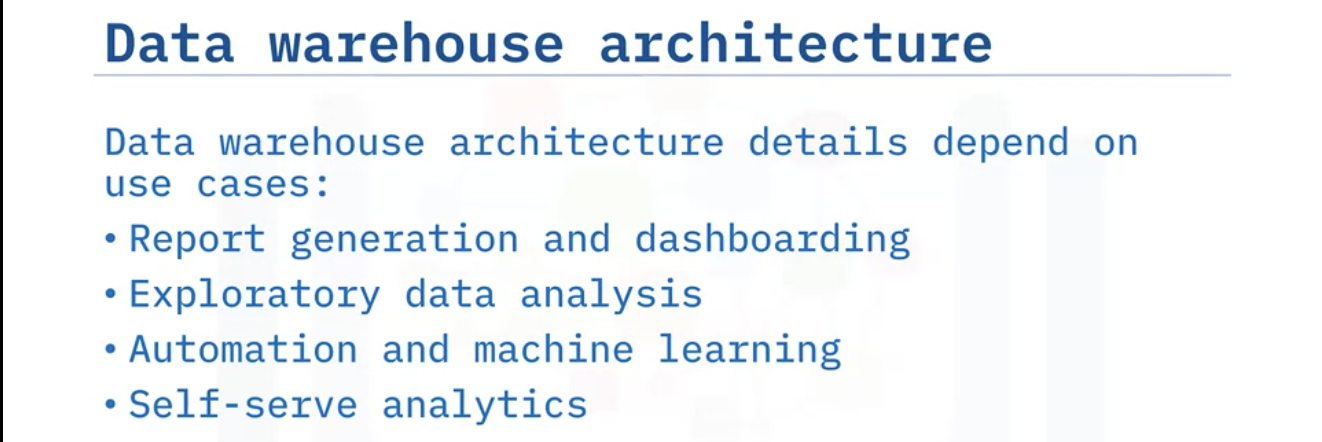 Data warehouse architecture
Data warehouse architecture details depend on
use cases:
• Report generation and dashboarding
• Exploratory data analysis
• Automation and machine learning
• Self-serve analytics